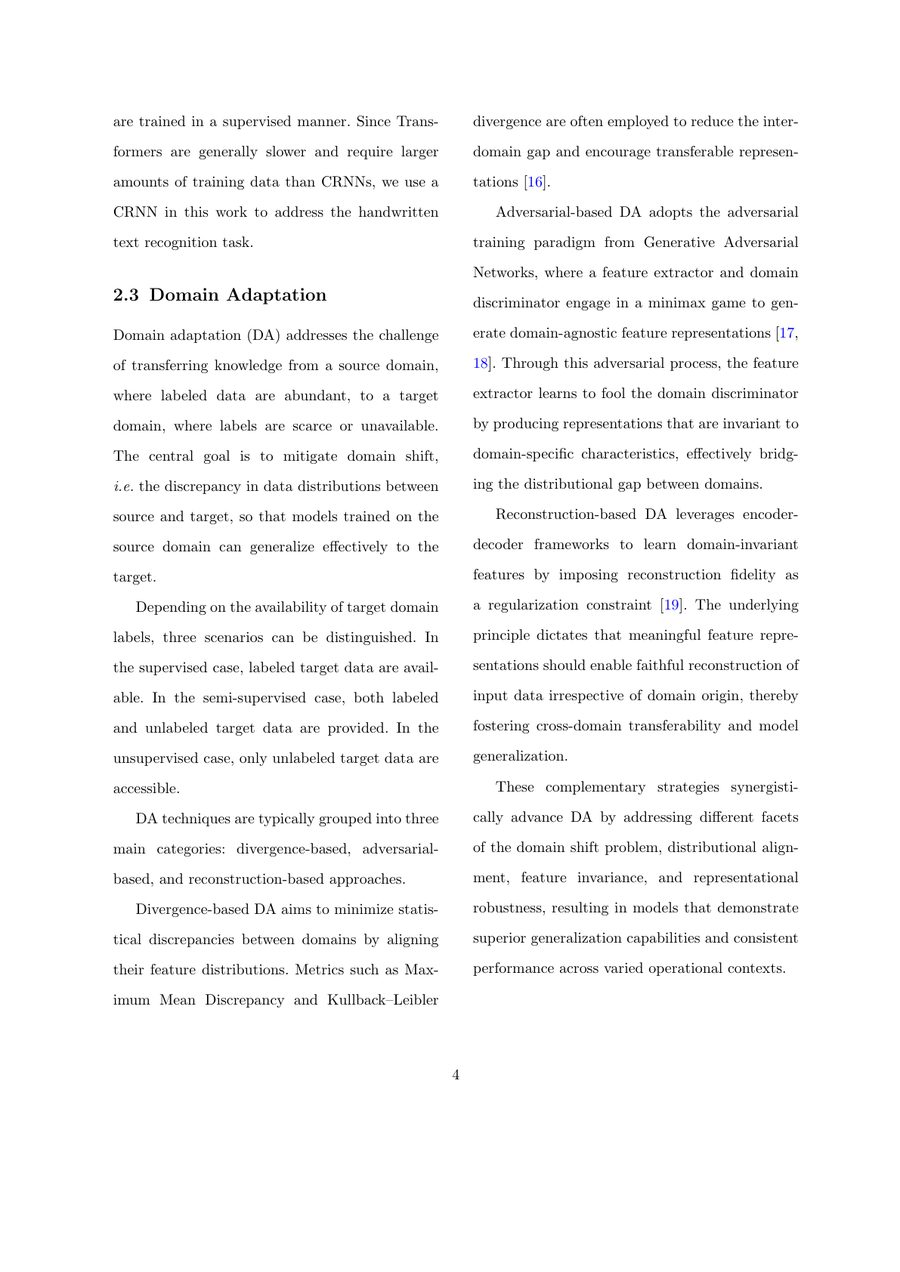 are trained in a supervised manner. Since Trans-
formers are generally slower and require larger
amounts of training data than CRNNs, we use a
CRNN in this work to address the handwritten
text recognition task.
2.3 Domain Adaptation
Domain adaptation (DA) addresses the challenge
of transferring knowledge from a source domain,
where labeled data are abundant, to a target
domain, where labels are scarce or unavailable.
The central goal is to mitigate domain shift,
i.e. the discrepancy in data distributions between
source and target, so that models trained on the
source domain can generalize effectively to the
target.
Depending on the availability of target domain
labels, three scenarios can be distinguished. In
the supervised case, labeled target data are avail-
able. In the semi-supervised case, both labeled
and unlabeled target data are provided. In the
unsupervised case, only unlabeled target data are
accessible.
DA techniques are typically grouped into three
main categories: divergence-based, adversarial-
based, and reconstruction-based approaches.
Divergence-based DA aims to minimize statis-
tical discrepancies between domains by aligning
their feature distributions. Metrics such as Max-
imum Mean Discrepancy and Kullback–Leibler
divergence are often employed to reduce the inter-
domain gap and encourage transferable represen-
tations [16].
Adversarial-based DA adopts the adversarial
training paradigm from Generative Adversarial
Networks, where a feature extractor and domain
discriminator engage in a minimax game to gen-
erate domain-agnostic feature representations [17,
18]. Through this adversarial process, the feature
extractor learns to fool the domain discriminator
by producing representations that are invariant to
domain-specific characteristics, effectively bridg-
ing the distributional gap between domains.
Reconstruction-based DA leverages encoder-
decoder frameworks to learn domain-invariant
features by imposing reconstruction fidelity as
a regularization constraint [19]. The underlying
principle dictates that meaningful feature repre-
sentations should enable faithful reconstruction of
input data irrespective of domain origin, thereby
fostering cross-domain transferability and model
generalization.
These complementary strategies synergisti-
cally advance DA by addressing different facets
of the domain shift problem, distributional align-
ment, feature invariance, and representational
robustness, resulting in models that demonstrate
superior generalization capabilities and consistent
performance across varied operational contexts.
4